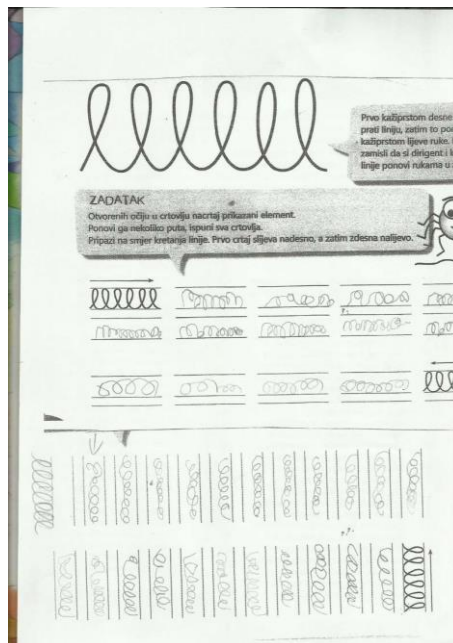 Prvo kažiprstom desne
prati liniju, zatim to po
kažiprstom lijeve ruke.
zamisli da si dirigent i
linije ponovi rukama u
ZADATAK
Otvorenih očiju u crtovlju nacrtaj prikazani element.
Ponovi ga nekoliko puta, ispuni sva crtovlja.
Pripazi na smjer kretanja linije. Prvo crtaj slijeva nadesno, a zatim zdesna nalijevo.